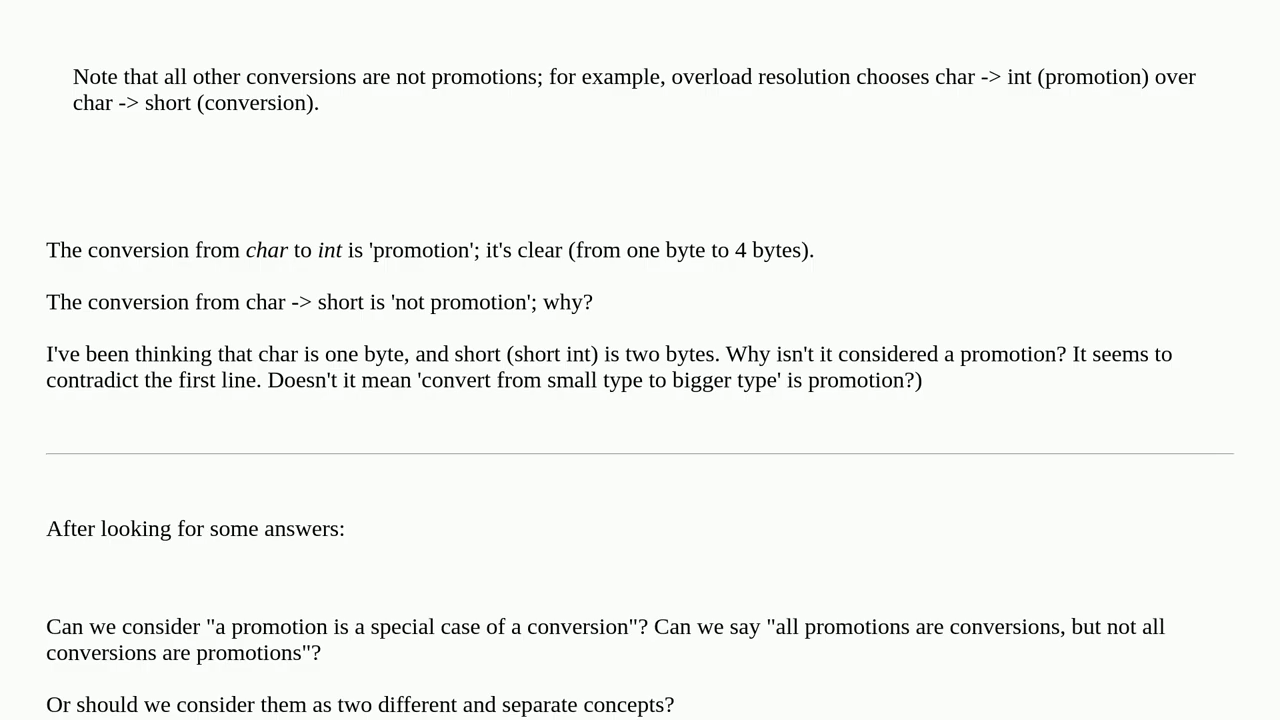 Note that all other conversions are not promotions; for example, overload resolution chooses char -> int (promotion) over
char -> short (conversion).
The conversion from char to int is 'promotion'; it's clear (from one byte to 4 bytes).
The conversion from char -> short is 'not promotion'; why?
I've been thinking that char is one byte, and short (short int) is two bytes. Why isn't it considered a promotion? It seems to
contradict the first line. Doesn't it mean 'convert from small type to bigger type' is promotion?)
After looking for some answers:
Can we consider "a promotion is a special case of a conversion"? Can we say "all promotions are conversions, but not all
conversions are promotions"?
Or should we consider them as two different and separate concepts?